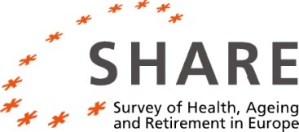 SHARE
Survey of Health, Ageing
and Retirement in Europe